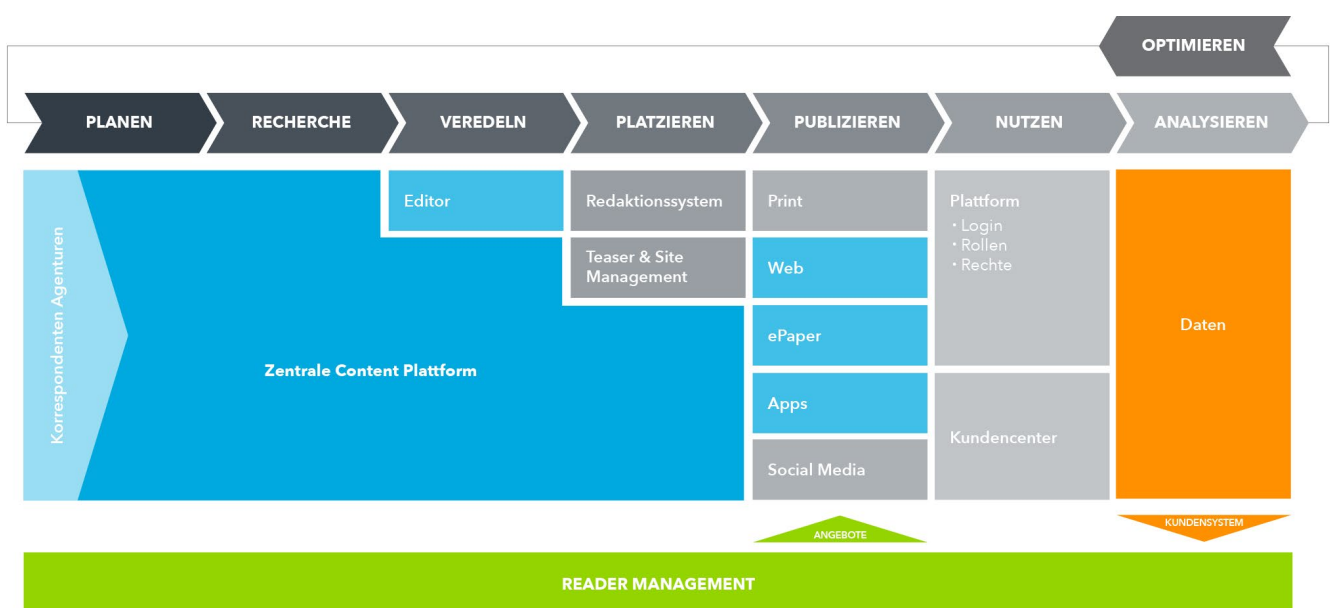 OPTIMIEREN
PLANEN
RECHERCHE
VEREDELN
PLATZIEREN
PUBLIZIEREN
NUTZEN
ANALYSIEREN
Korrespondenten Agenturen
Zentrale Content Plattform
Editor
Redaktionssystem
Teaser & Site
Management
Print
Web
ePaper
Apps
Social Media
Plattform
· Login
· Rollen
· Rechte
Kundencenter
Daten
ANGEBOTE
KUNDENSYSTEM
READER MANAGEMENT